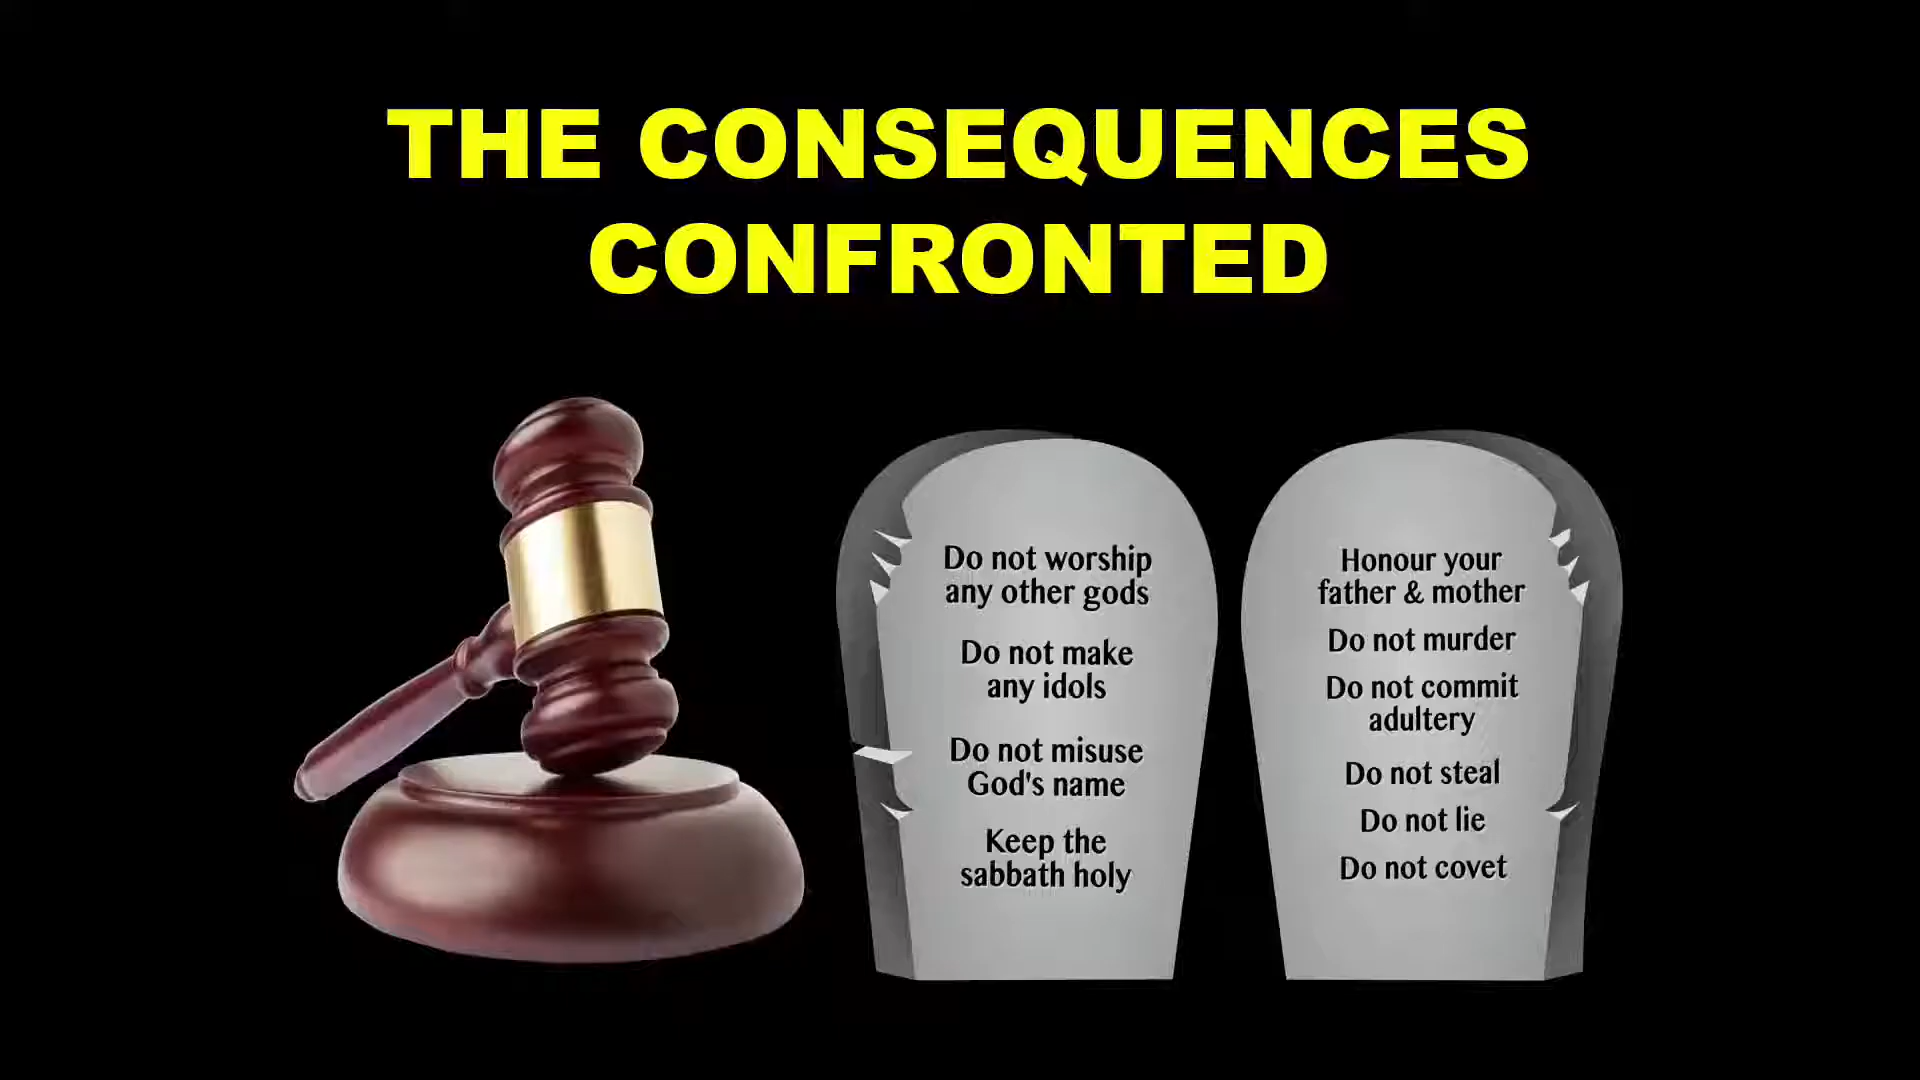 THE CONSEQUENCES
CONFRONTED
Do not worship
any other gods
Do not make
any idols
Do not misuse
God's name
Keep the
sabbath holy
Honour your
father & mother
Do not murder
Do not commit
adultery
Do not steal
Do not lie
Do not covet